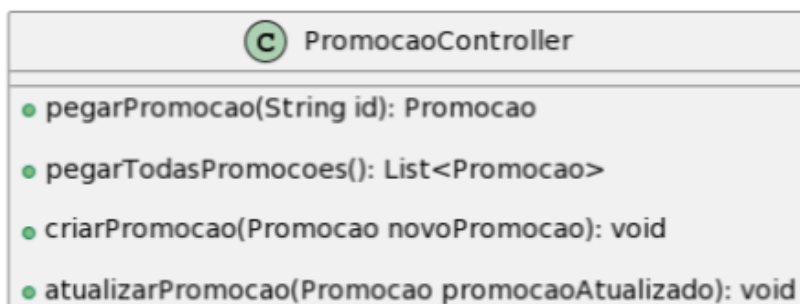 C PromocaoController
pegarPromocao(String id): Promocao
pegarTodasPromocoes(): List<Promocao>
criarPromocao(Promocao novoPromocao): void
atualizarPromocao(Promocao promocaoAtualizado): void